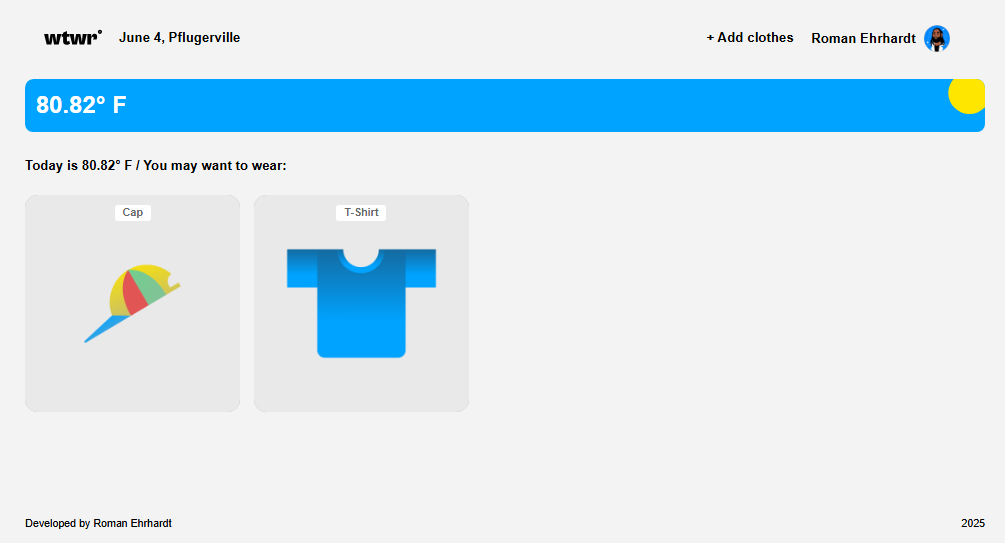 wtwr° June 4, Pflugerville + Add clothes Roman Ehrhardt
80.82° F
Today is 80.82° F / You may want to wear:
Cap T-Shirt
Developed by Roman Ehrhardt 2025